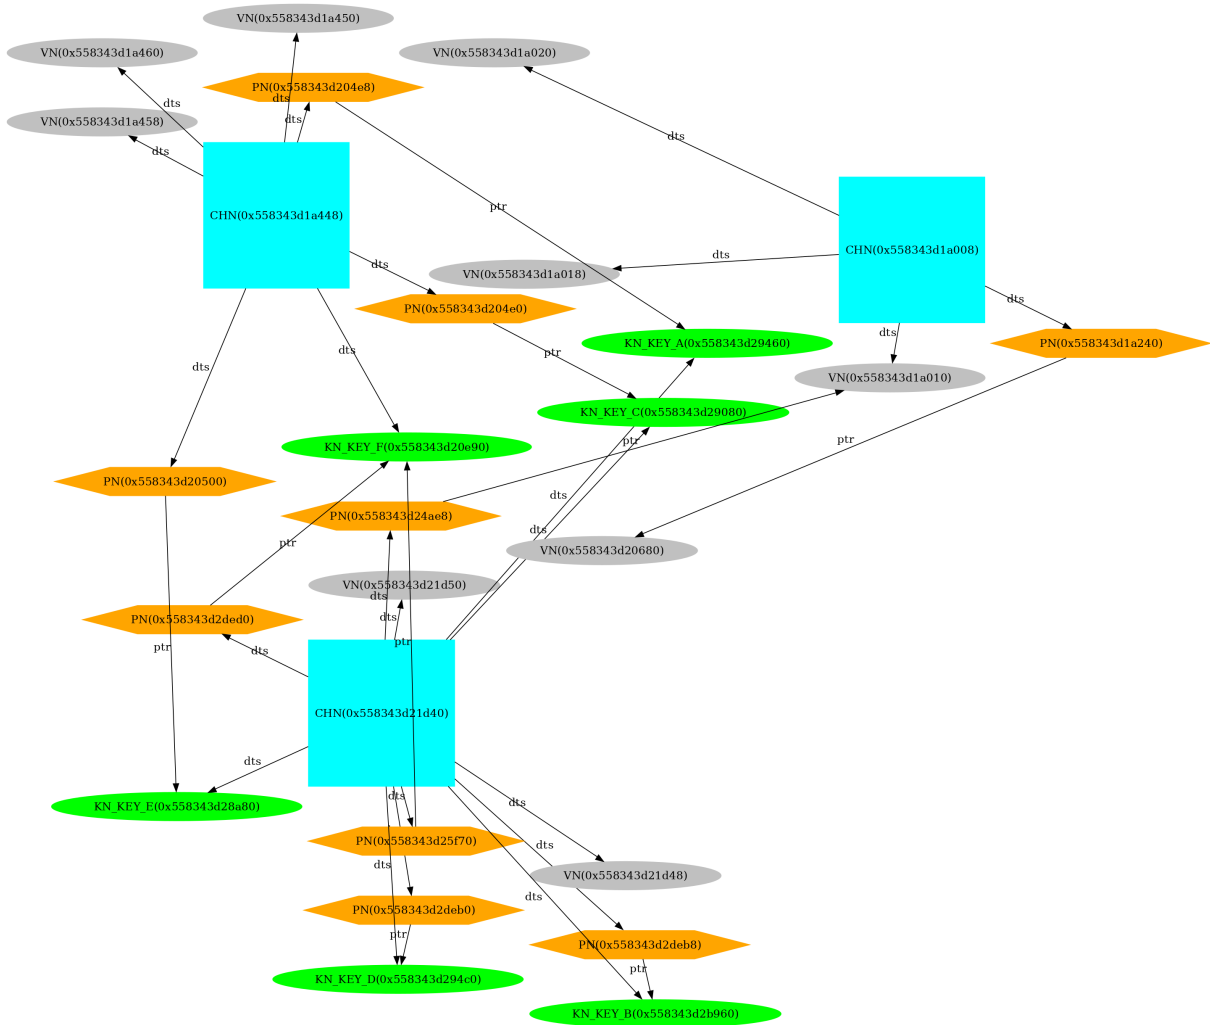 VN(0x558343d1a450)
VN(0x558343d1a460)
VN(0x558343d1a020)
PN(0x558343d204e8)
dts
dts
VN(0x558343d1a458)
dts
dts
dts
dts
ptr
CHN(0x558343d1a448)
CHN(0x558343d1a008)
dts
dts
VN(0x558343d1a018)
dts
PN(0x558343d204e0)
dts
KN_KEY_A(0x558343d29460)
PN(0x558343d1a240)
dts
ptr
dts
VN(0x558343d1a010)
KN_KEY_C(0x558343d29080)
ptr
ptr
KN_KEY_F(0x558343d20e90)
PN(0x558343d20500)
dts
PN(0x558343d24ae8)
dts
ptr
VN(0x558343d20680)
VN(0x558343d21d50)
dts
dts
PN(0x558343d2ded0)
ptr
ptr
dts
CHN(0x558343d21d40)
dts
dts
dts
KN_KEY_E(0x558343d28a80)
PN(0x558343d25f70)
dts
dts
VN(0x558343d21d48)
dts
PN(0x558343d2deb0)
ptr
PN(0x558343d2deb8)
ptr
KN_KEY_D(0x558343d294c0)
KN_KEY_B(0x558343d2b960)